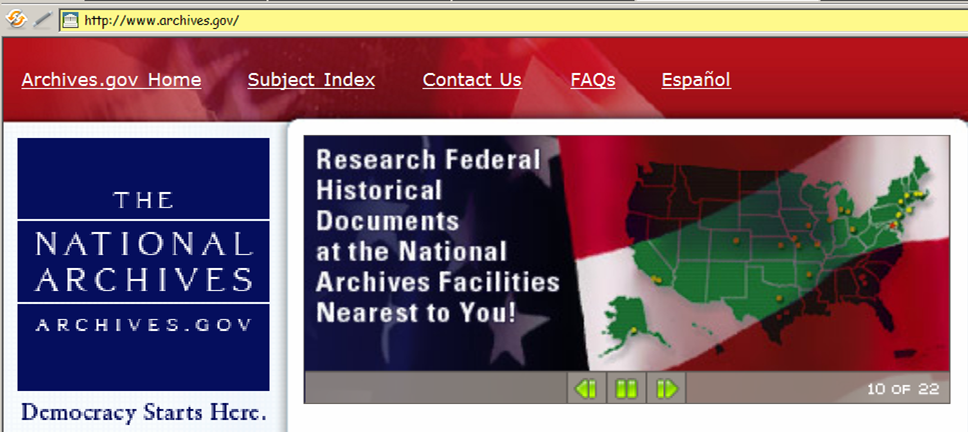 http://www.archives.gov/
Archives.gov Home Subject Index Contact Us FAQs Español
THE
NATIONAL
ARCHIVES
ARCHIVES.GOV
Democracy Starts Here.
Research Federal
Historical
Documents
at the National
Archives Facilities
Nearest to You!
10 OF 22